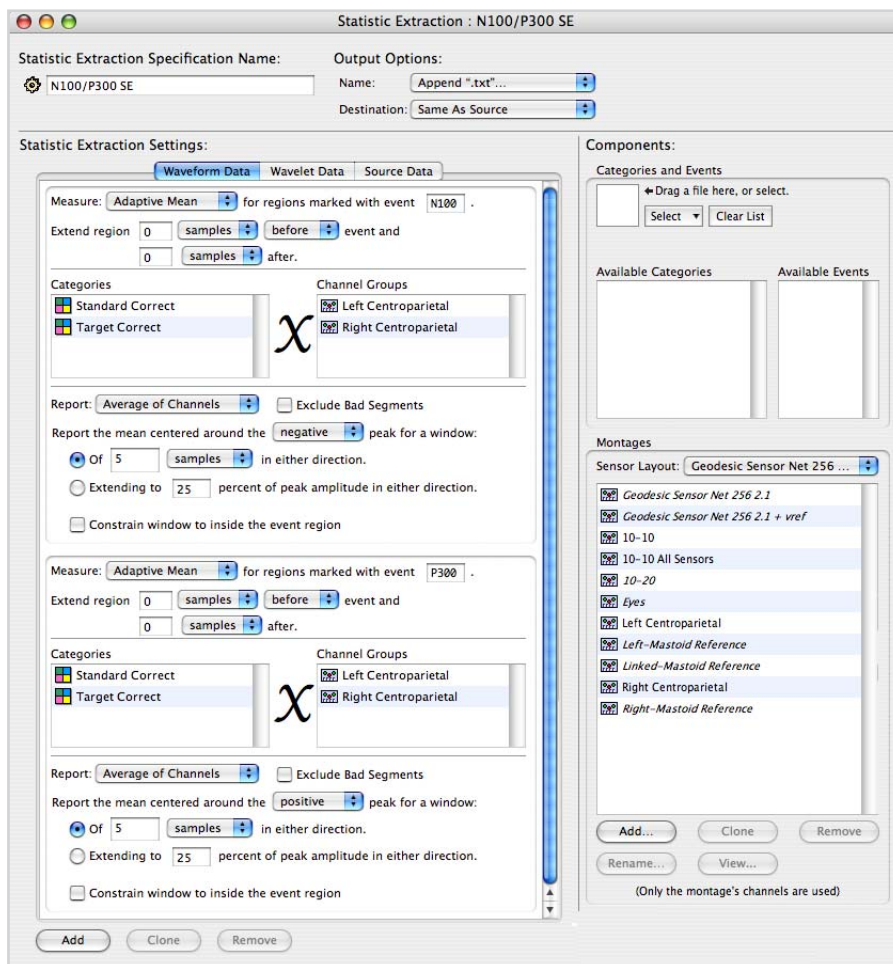 Statistic Extraction : N100/P300 SE
Statistic Extraction Specification Name:
N100/P300 SE
Output Options:
Name: Append ".txt"...
Destination: Same As Source
Statistic Extraction Settings:
Waveform Data Wavelet Data Source Data
Measure: Adaptive Mean for regions marked with event N100 .
Extend region 0 samples before event and
0 samples after.
Categories Channel Groups
Standard Correct X Left Centroparietal
Target Correct Right Centroparietal
Report: Average of Channels Exclude Bad Segments
Report the mean centered around the negative peak for a window:
Of 5 samples in either direction.
Extending to 25 percent of peak amplitude in either direction.
Constrain window to inside the event region
Measure: Adaptive Mean for regions marked with event P300 .
Extend region 0 samples before event and
0 samples after.
Categories Channel Groups
Standard Correct X Left Centroparietal
Target Correct Right Centroparietal
Report: Average of Channels Exclude Bad Segments
Report the mean centered around the positive peak for a window:
Of 5 samples in either direction.
Extending to 25 percent of peak amplitude in either direction.
Constrain window to inside the event region
Add Clone Remove
Components:
Categories and Events
Drag a file here, or select.
Select Clear List
Available Categories Available Events
Montages
Sensor Layout: Geodesic Sensor Net 256 ...
Geodesic Sensor Net 256 2.1
Geodesic Sensor Net 256 2.1 + vref
10-10
10-10 All Sensors
10-20
Eyes
Left Centroparietal
Left-Mastoid Reference
Linked-Mastoid Reference
Right Centroparietal
Right-Mastoid Reference
Add... Clone Remove
Rename... View...
(Only the montage's channels are used)